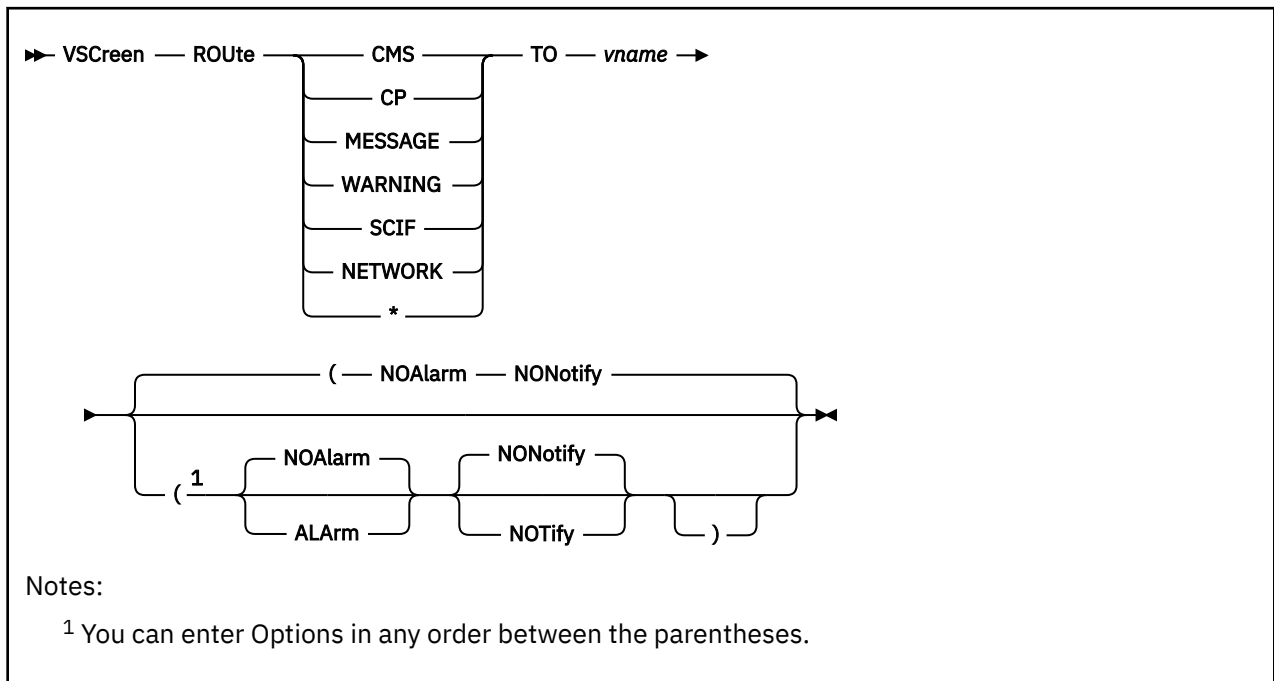 VSCreen ROUte CMS TO vname
CP
MESSAGE
WARNING
SCIF
NETWORK
*
( NOAlarm NONotify
( 1 NOAlarm NONotify
ALArm NOTify )
Notes:
1 You can enter Options in any order between the parentheses.